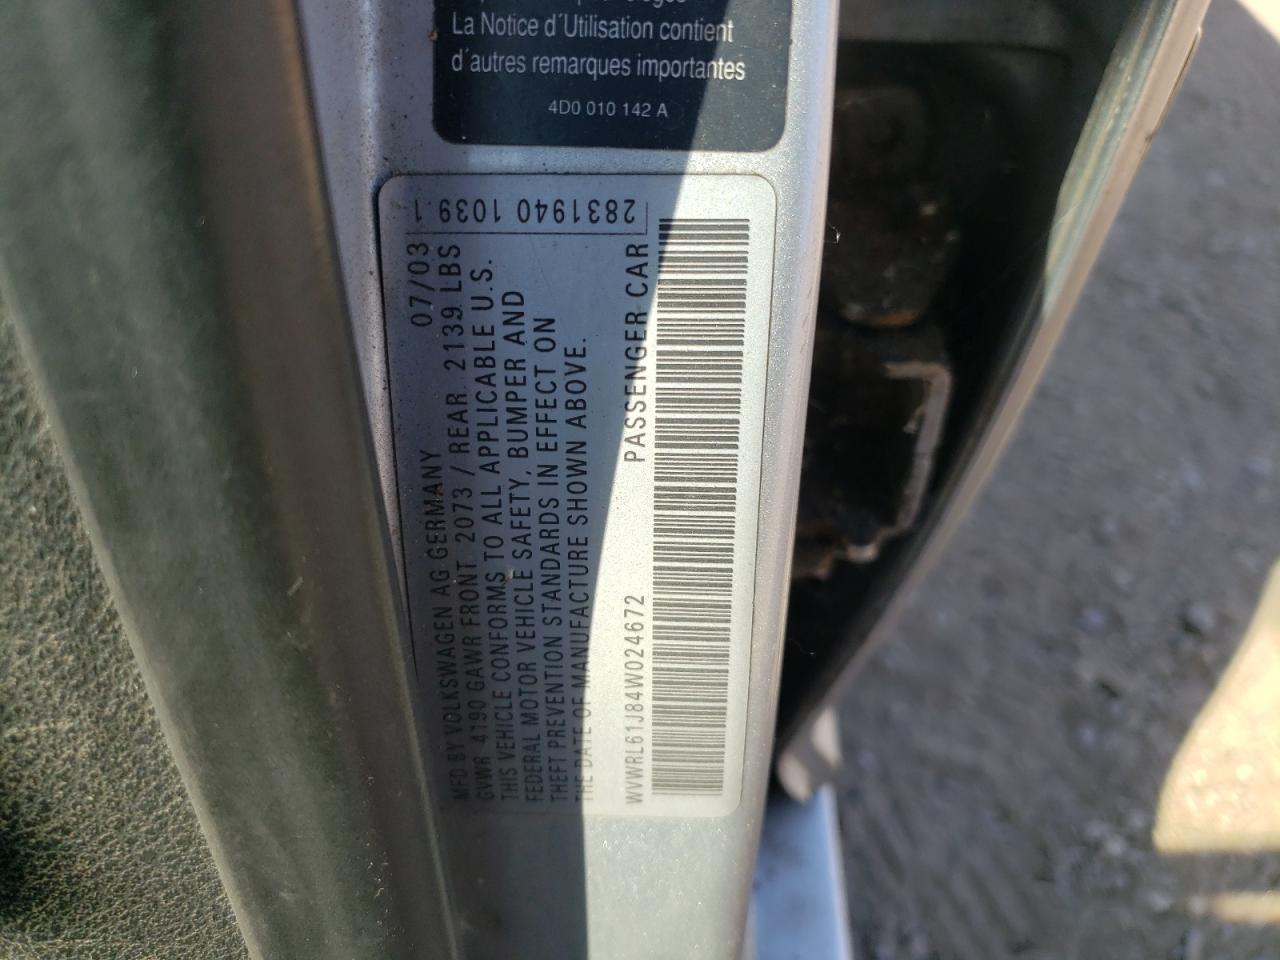 La Notice d´Utilisation contient
d´autres remarques importantes
4D0 010 142 A
2831940 1039 1
07/03
MFD BY VOLKSWAGEN AG GERMANY
GVWR 4190 GAWR FRONT 2073 / REAR 2139 LBS
THIS VEHICLE CONFORMS TO ALL APPLICABLE U.S.
FEDERAL MOTOR VEHICLE SAFETY, BUMPER AND
THEFT PREVENTION STANDARDS IN EFFECT ON
THE DATE OF MANUFACTURE SHOWN ABOVE.
WVWRL61J84W024672 PASSENGER CAR